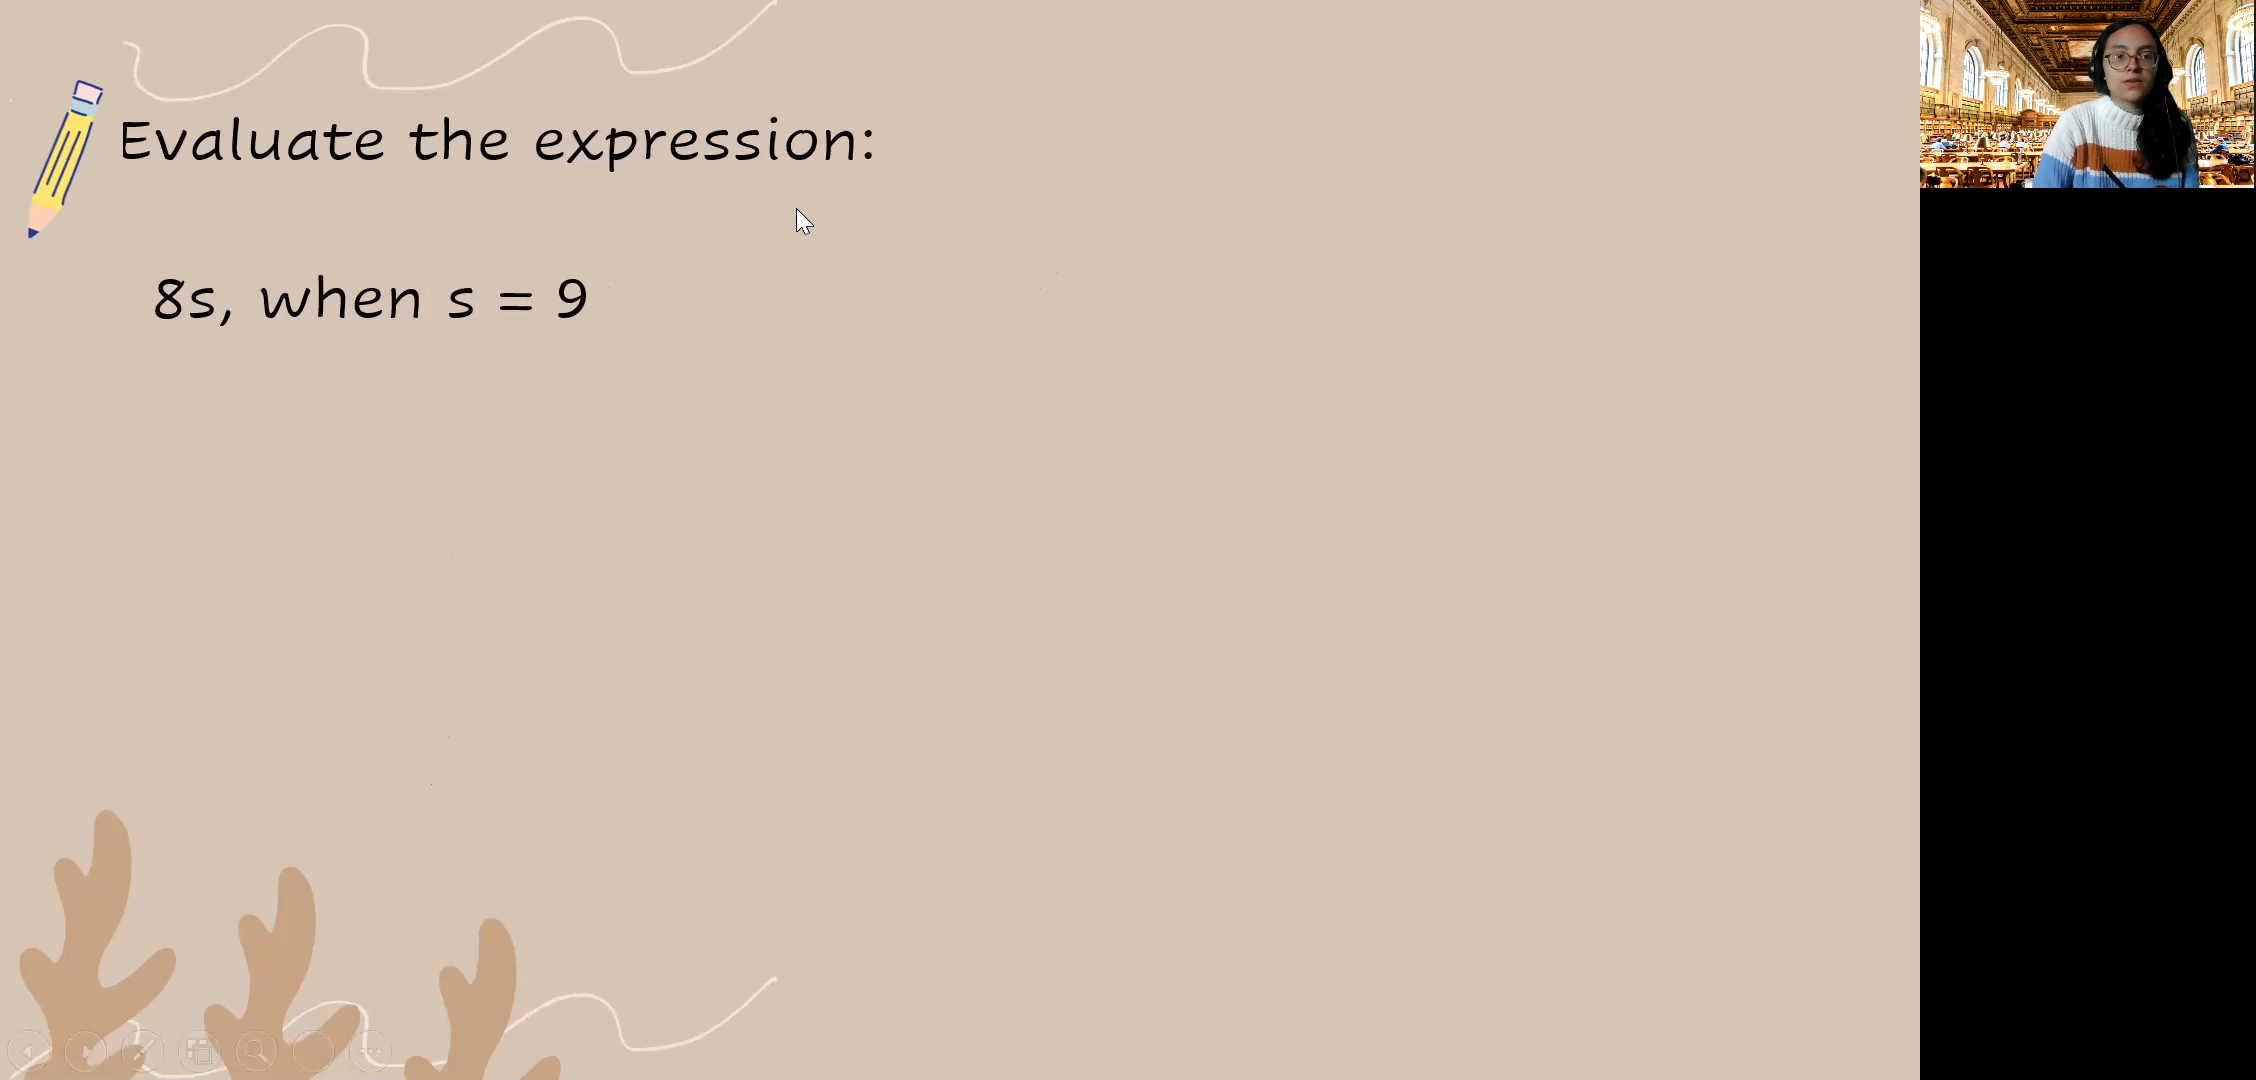 Evaluate the expression:
8s, when s = 9